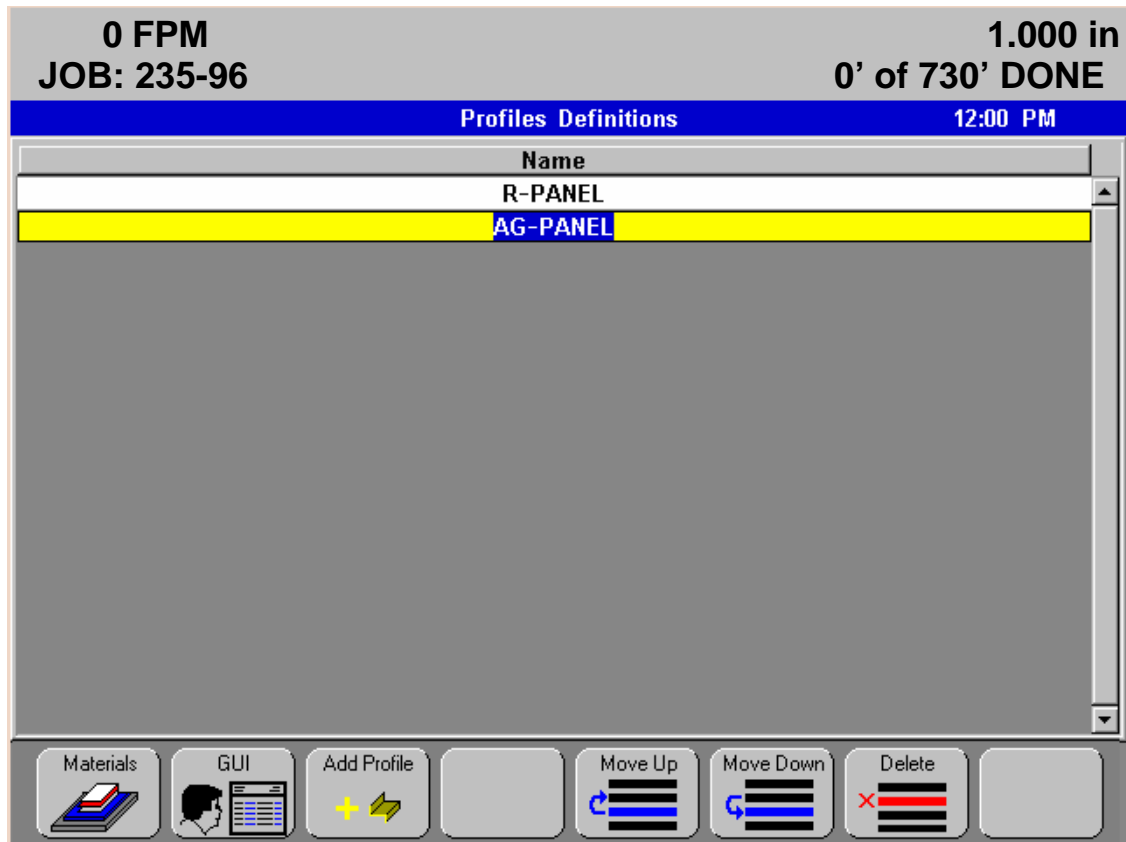 0 FPM 1.000 in
JOB: 235-96 0’ of 730’ DONE
Profiles Definitions 12:00 PM
Name
R-PANEL
AG-PANEL
Materials GUI Add Profile Move Up Move Down Delete